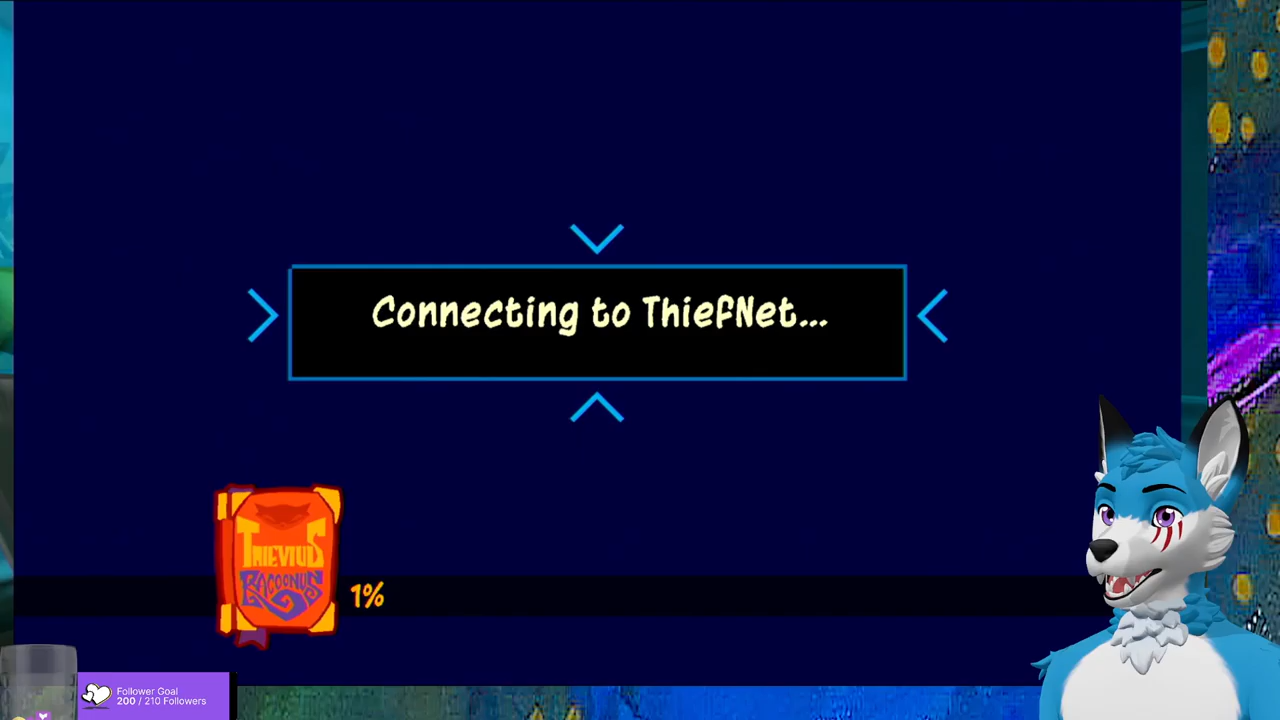 Connecting to ThiefNet...
THIEVIUS
RACCOONUS
1%
Follower Goal
200 / 210 Followers